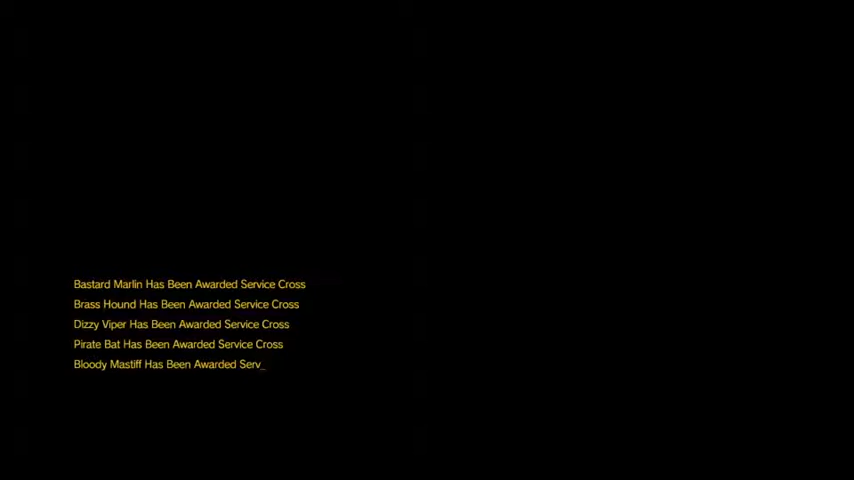 Bastard Marlin Has Been Awarded Service Cross
Brass Hound Has Been Awarded Service Cross
Dizzy Viper Has Been Awarded Service Cross
Pirate Bat Has Been Awarded Service Cross
Bloody Mastiff Has Been Awarded Serv_